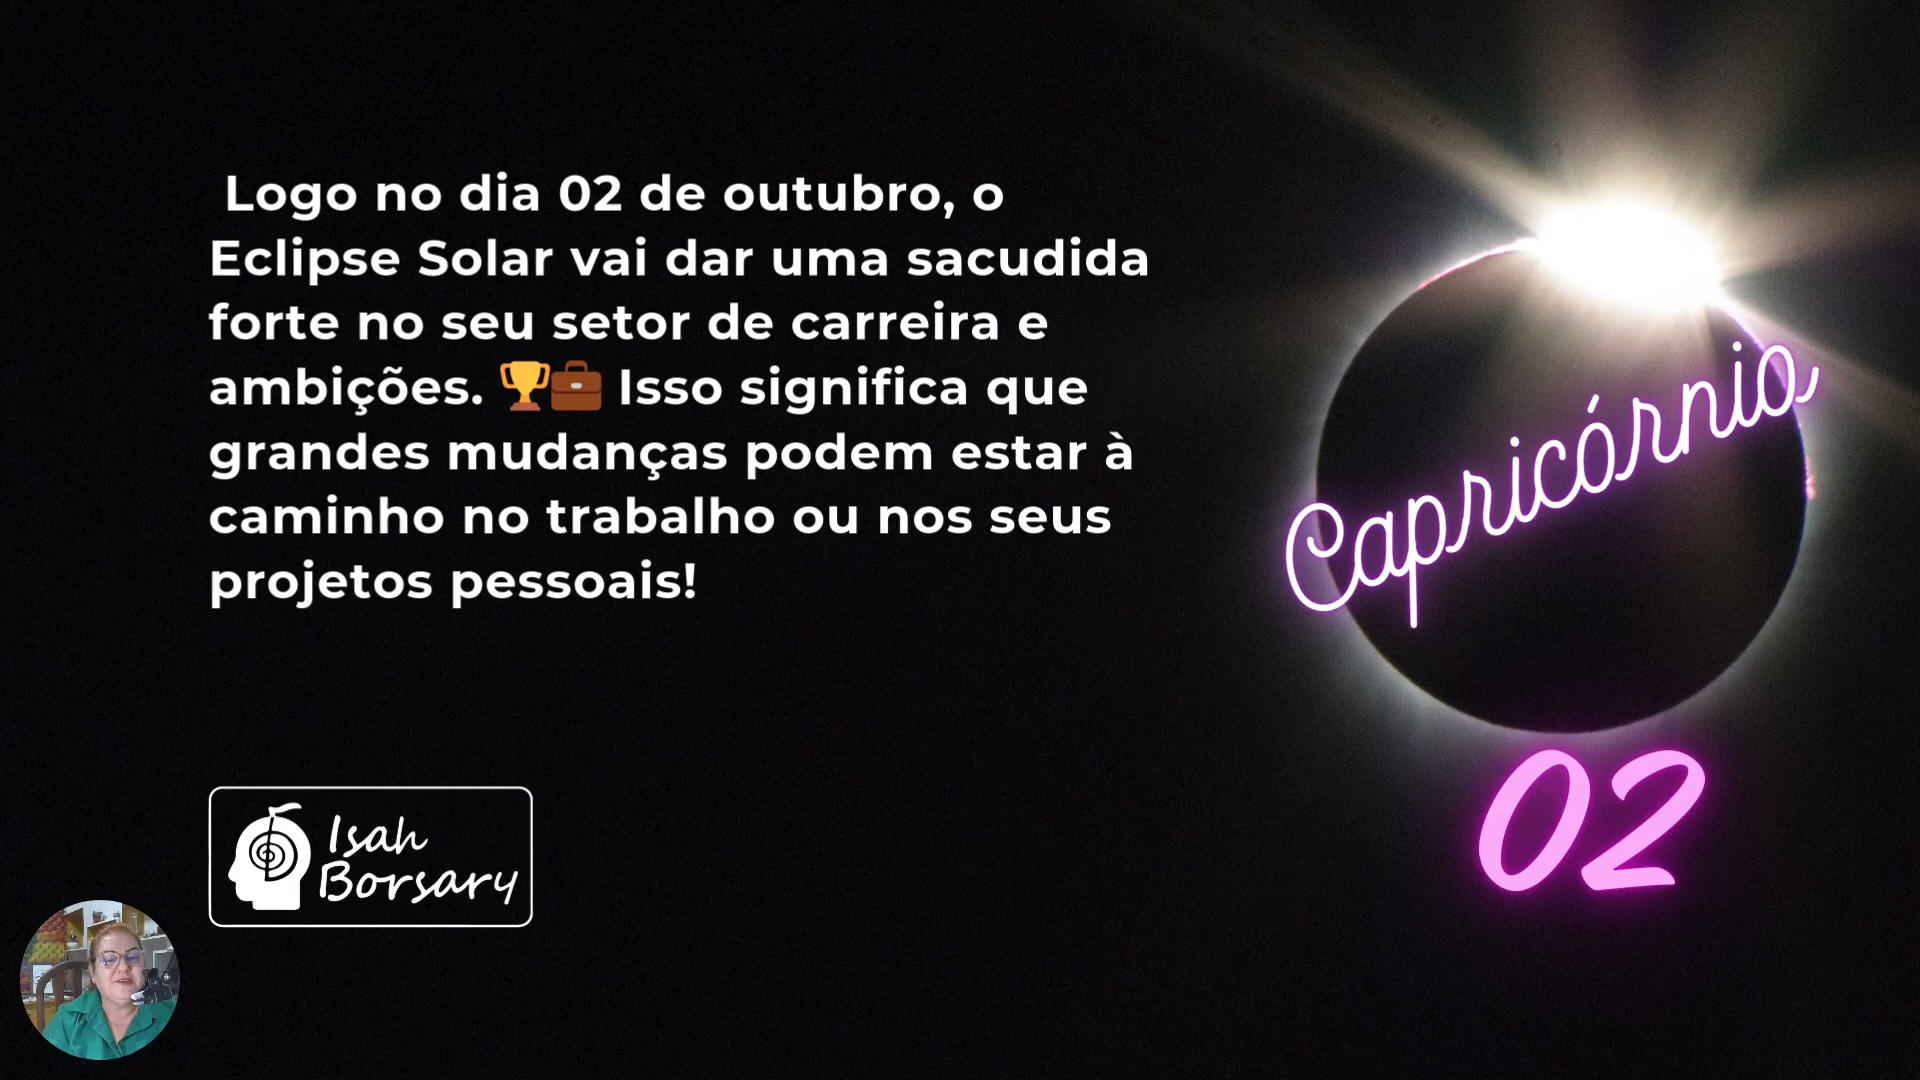 Logo no dia 02 de outubro, o
Eclipse Solar vai dar uma sacudida
forte no seu setor de carreira e
ambições. 🏆💼 Isso significa que
grandes mudanças podem estar à
caminho no trabalho ou nos seus
projetos pessoais!
Capricórnio
02
Isah
Borsary